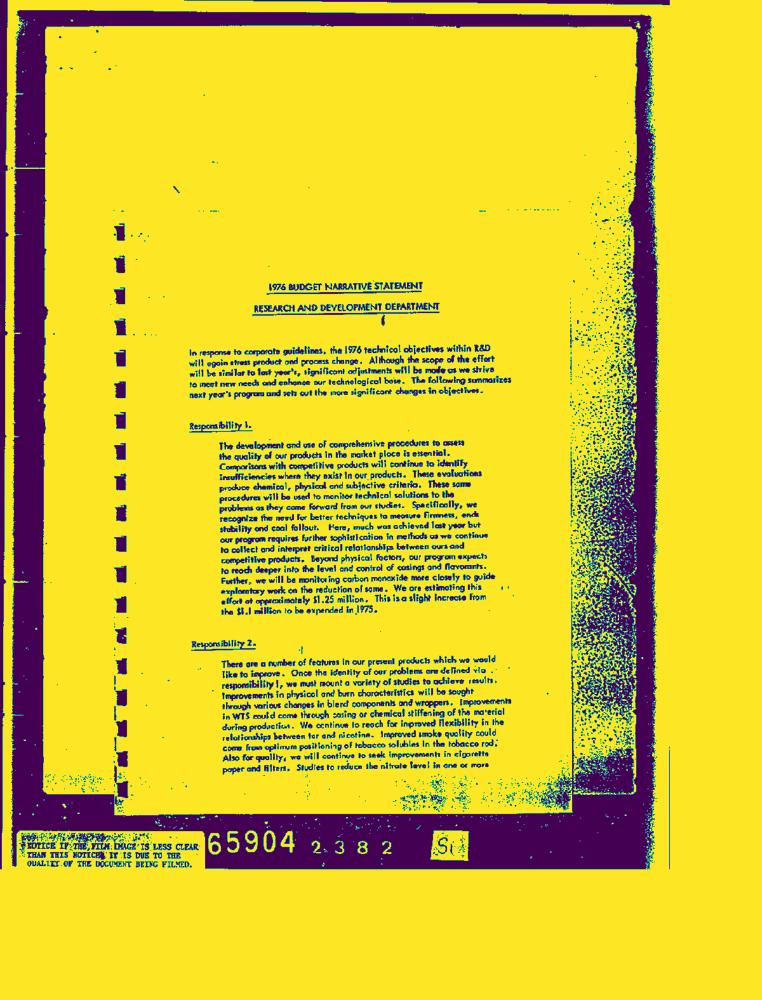 1976 BUDGET NARRATIVE STATEMENT
RESEARCH AND DEVELOPMENT DEPARTMENT
In response to corporate guidelines, the 1976 technical objectives within R&D
will again stress product and process change. Although the scope of the effort
will be similar to last year's, significant adjustments will be made as we strive
to meet new needs and enhance our technological base. The following summarizes
next year's program and sets out the more significant changes in objectives.
Responsibility 1.
The development and use of comprehensive procedures to assess
the quality of our products in the market place is essential.
Comparisons with competitive products will continue to identify
insufficiencies where they exist in our products. These evaluations
produce chemical, physical and subjective criteria. These same
procedures will be used to monitor technical solutions to the
problems as they come forward from our studies. Specifically, we
recognize the need for better techniques to measure firmness, ends
stability and coal fallout. Here, much was achieved last year but
our program requires further sophistication in methods as we continue
to collect and interpret critical relationships between ours and
competitive products. Beyond physical factors, our program expects
to reach deeper into the level and control of casings and flavorants.
Further, we will be monitoring carbon monoxide more closely to guide
exploratory work on the reduction of same. We are estimating this
effort at approximately $1.25 million. This is a slight increase from
the $1.1 million to be expended in 1975.
Responsibility 2.
There are a number of features in our present products which we would
like to improve. Once the identity of our problems are defined via
responsibility 1, we must mount a variety of studies to achieve results.
Improvements in physical and burn characteristics will be sought
through various changes in blend components and wrappers. Improvements
in WTS could come through casing or chemical stiffening of the material
during production. We continue to reach for improved flexibility in the
relationships between tar and nicotine. Improved smoke quality could
come from optimum positioning of tobacco solubles in the tobacco rod.
Also for quality, we will continue to seek improvements in cigarette
paper and filters. Studies to reduce the nitrate level in one or more
NOTICE IF THE FILM IMAGE IS LESS CLEAR
THAN THIS NOTICE, IT IS DUE TO THE
QUALITY OF THE DOCUMENT BEING FILMED.
65904 2382